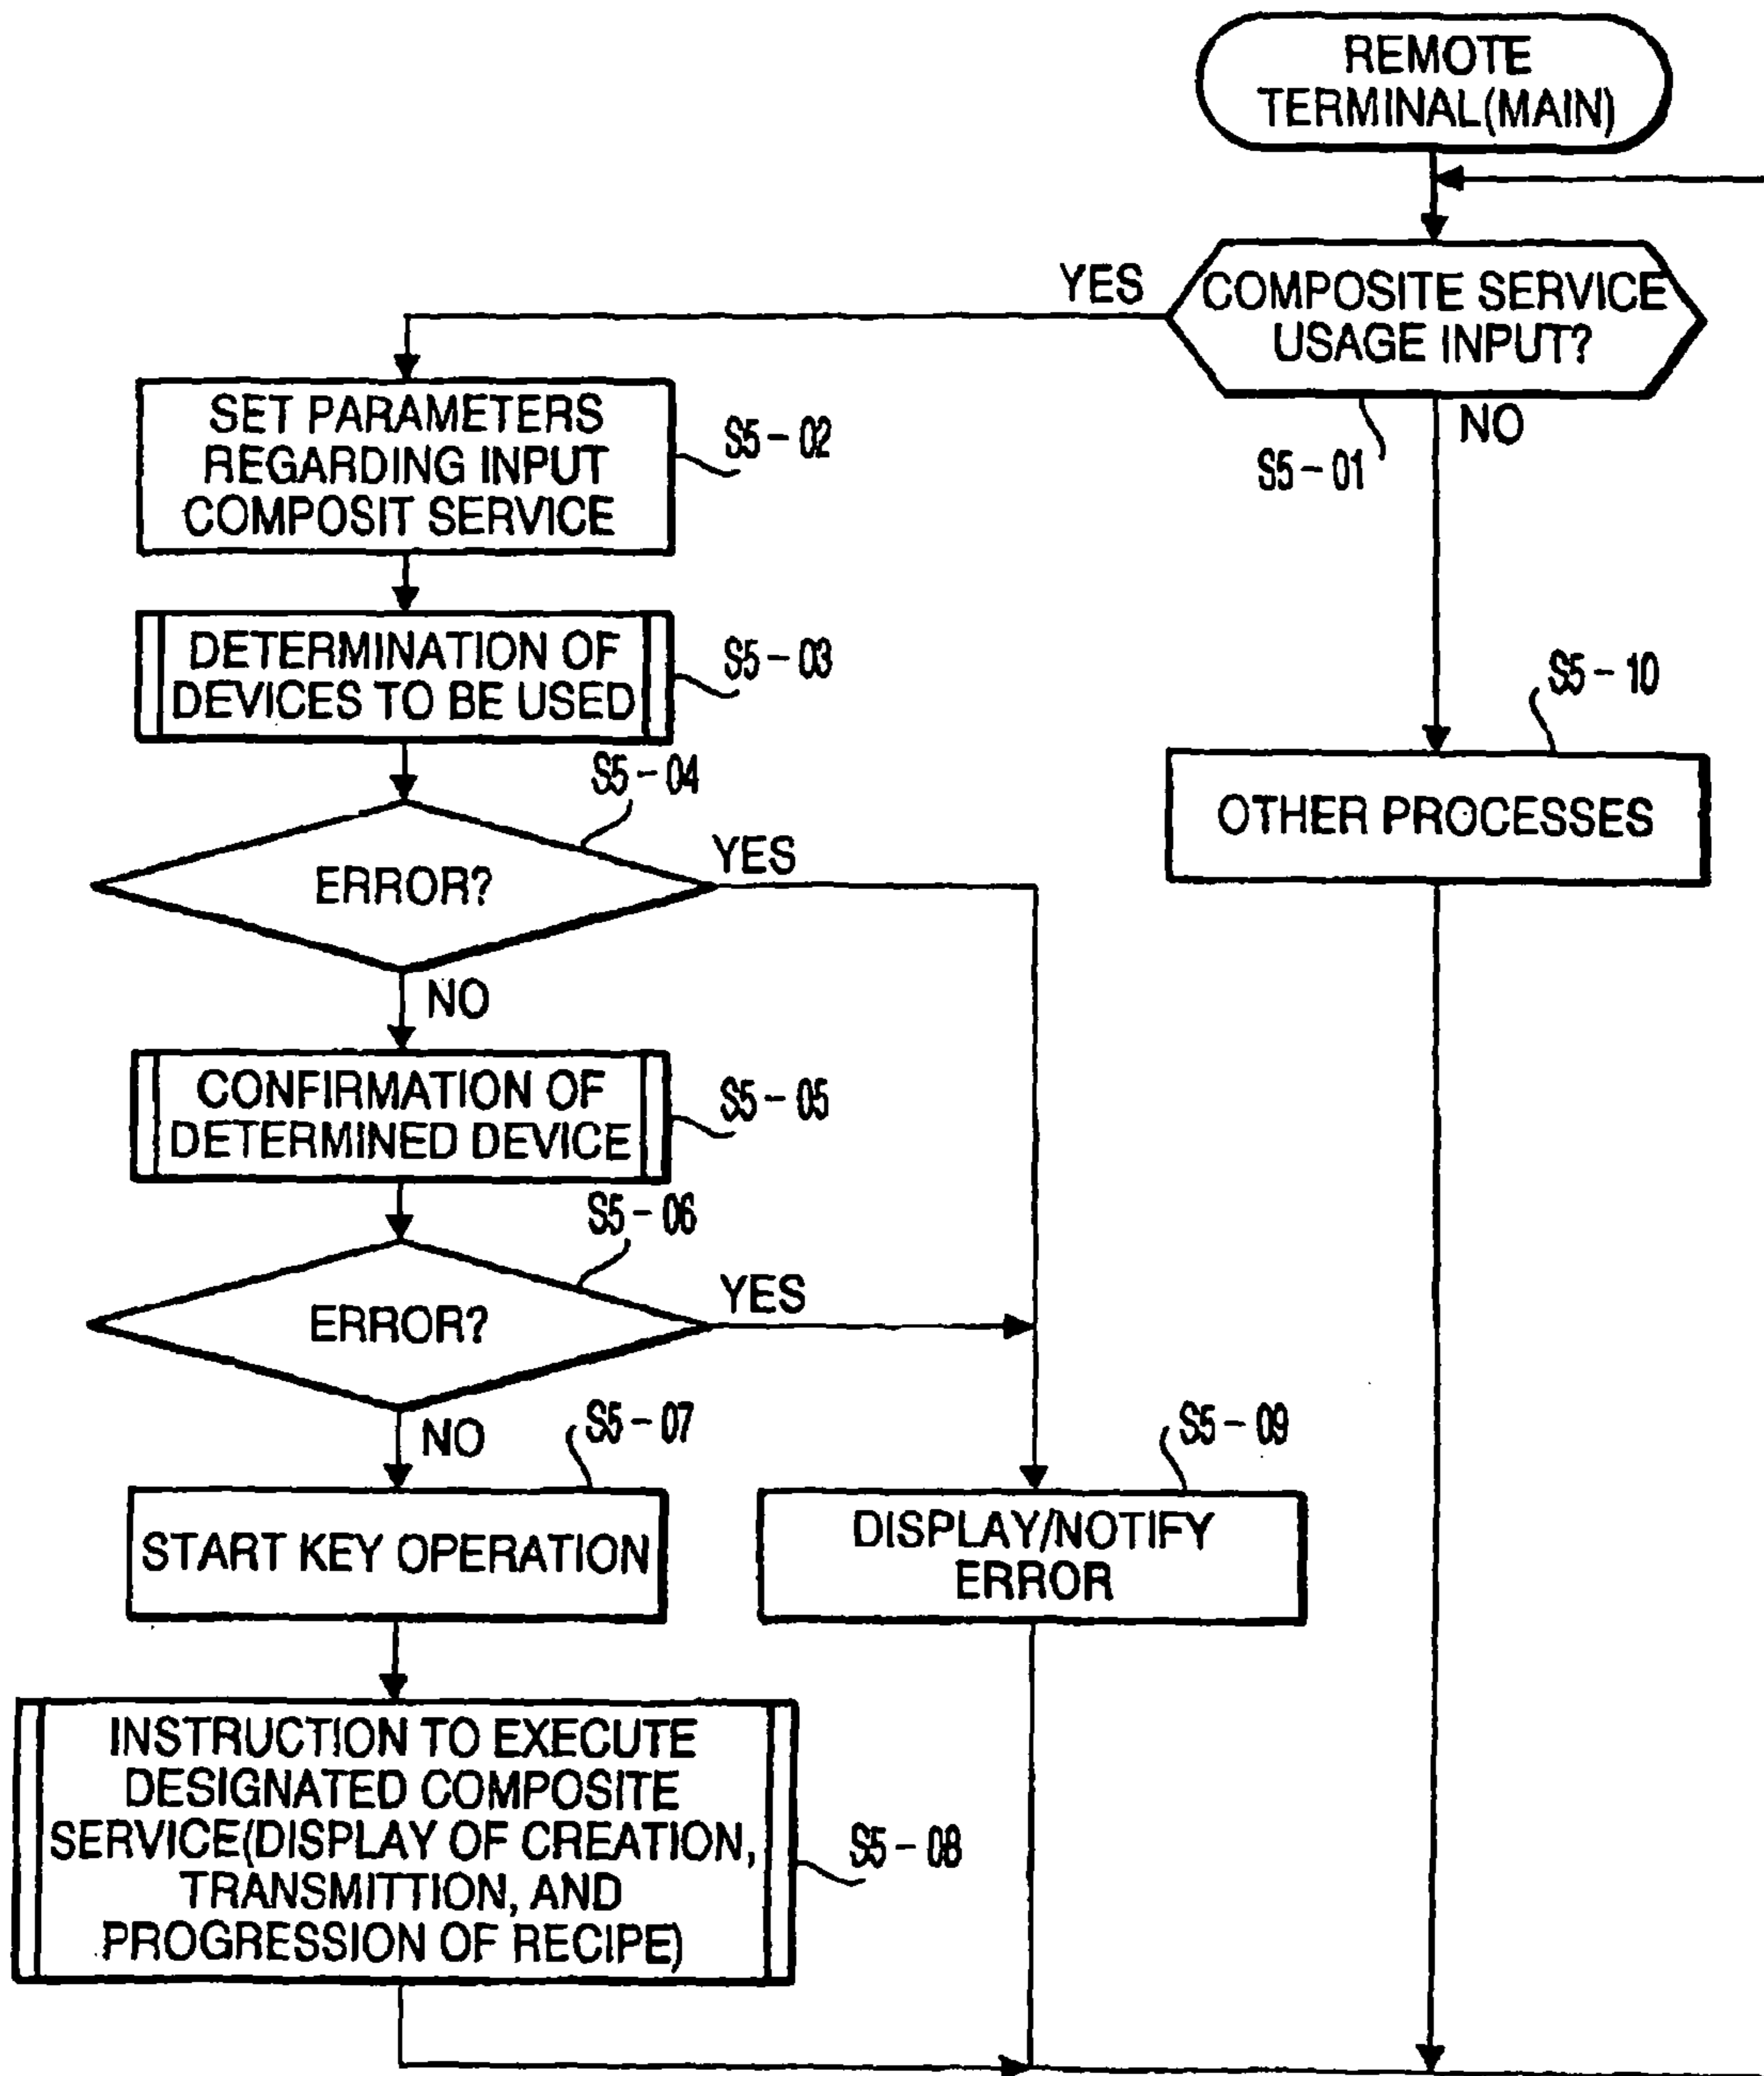 REMOTE
TERMINAL(MAIN)
COMPOSITE SERVICE
USAGE INPUT?
YES
NO
S5-01
SET PARAMETERS
REGARDING INPUT
COMPOSIT SERVICE
S5-02
DETERMINATION OF
DEVICES TO BE USED
S5-03
S5-10
OTHER PROCESSES
S5-04
ERROR?
YES
NO
CONFIRMATION OF
DETERMINED DEVICE
S5-05
S5-06
ERROR?
YES
NO
S5-07
START KEY OPERATION
S5-09
DISPLAY/NOTIFY
ERROR
INSTRUCTION TO EXECUTE
DESIGNATED COMPOSITE
SERVICE(DISPLAY OF CREATION,
TRANSMITTION, AND
PROGRESSION OF RECIPE)
S5-08